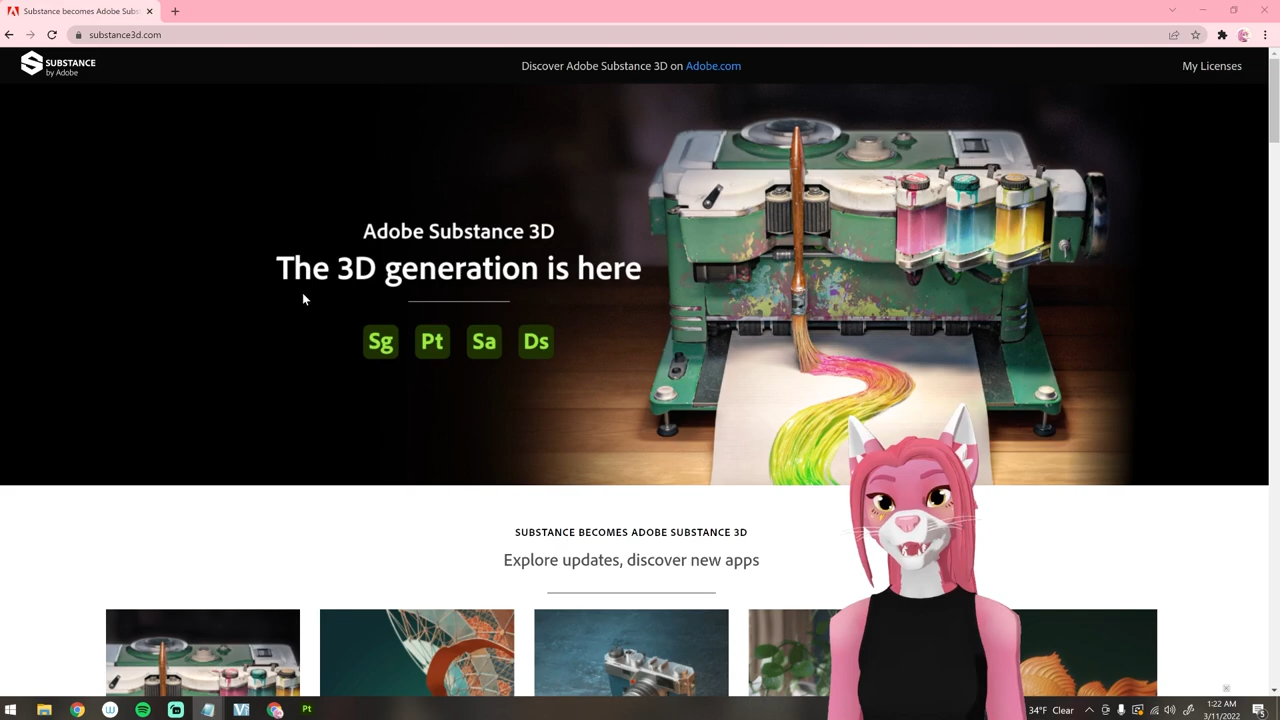 Substance becomes Adobe Subs
substance3d.com
SUBSTANCE
by Adobe
Discover Adobe Substance 3D on Adobe.com
My Licenses
Adobe Substance 3D
The 3D generation is here
Sg Pt Sa Ds
SUBSTANCE BECOMES ADOBE SUBSTANCE 3D
Explore updates, discover new apps
Pt
34°F Clear
1:22 AM
3/11/2022